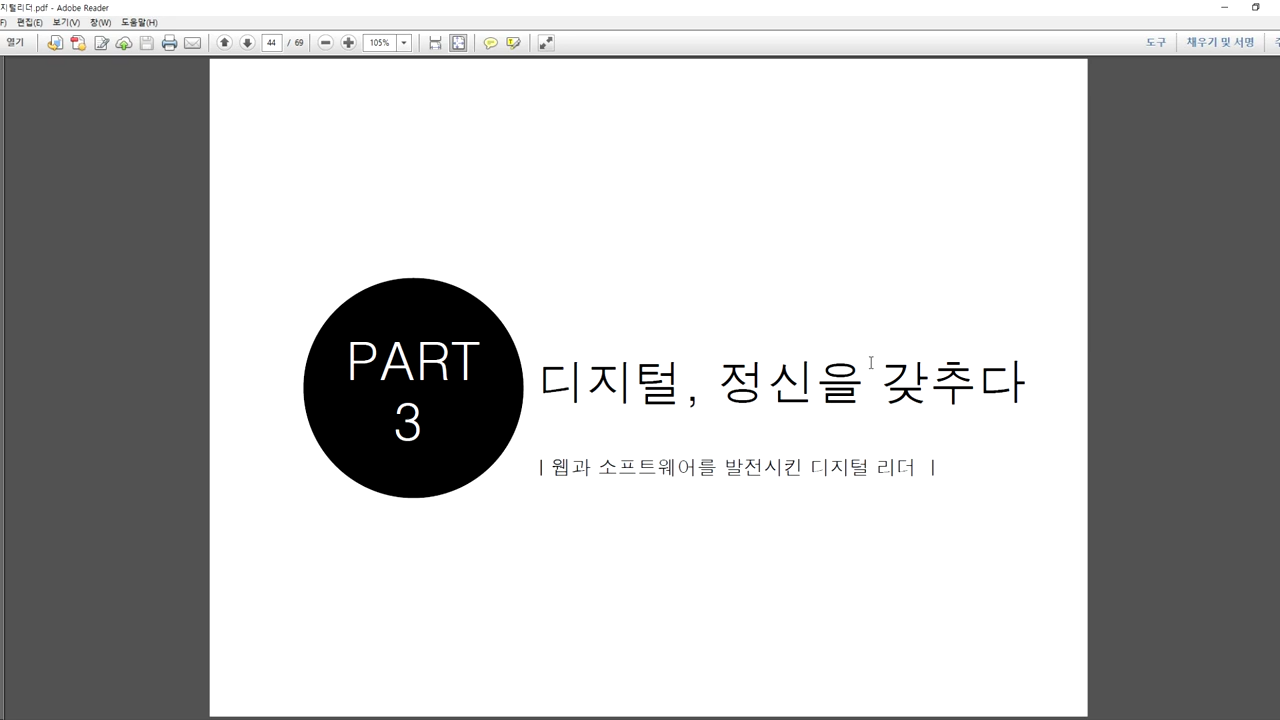 지털리더.pdf - Adobe Reader
F) 편집(E) 보기(V) 창(W) 도움말(H)
열기 44 / 69 105% 도구 채우기 및 서명
PART
3
디지털, 정신을 갖추다
| 웹과 소프트웨어를 발전시킨 디지털 리더 |